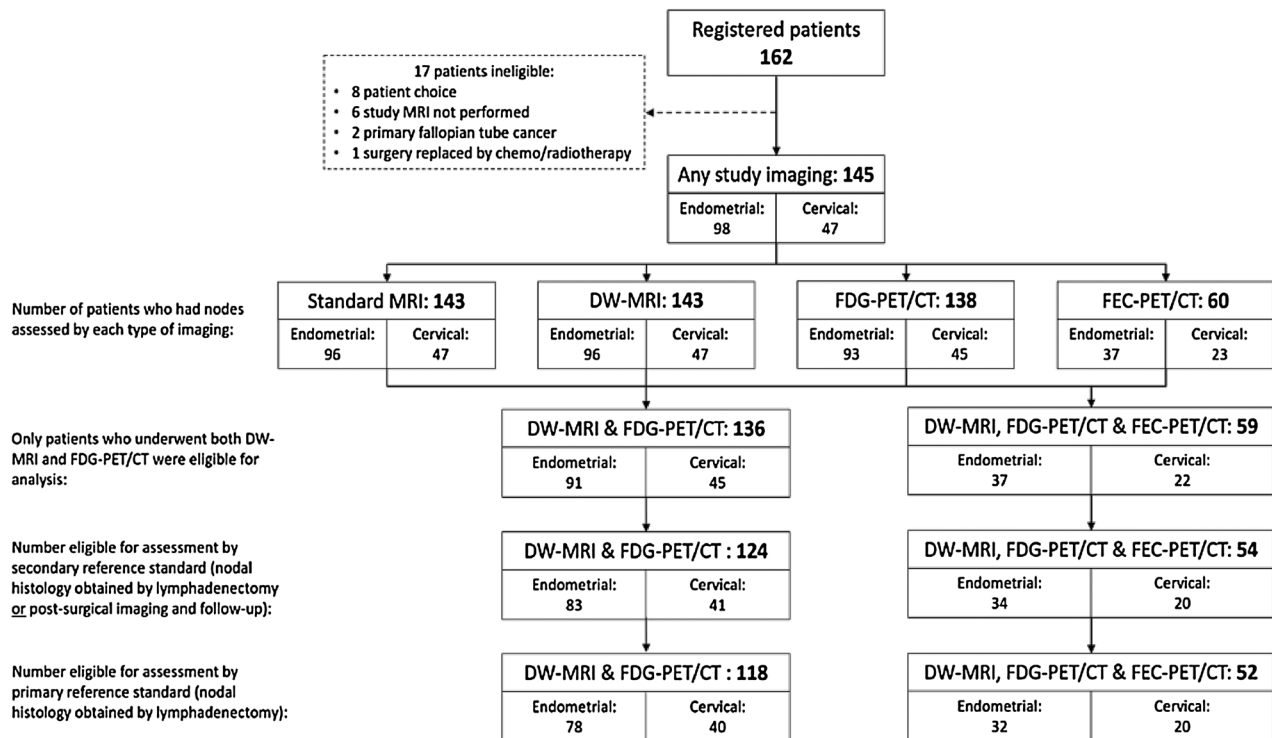 Registered patients
162
17 patients ineligible:
• 8 patient choice
• 6 study MRI not performed
• 2 primary fallopian tube cancer
• 1 surgery replaced by chemo/radiotherapy
Any study imaging: 145
Endometrial:
98
Cervical:
47
Number of patients who had nodes
assessed by each type of imaging:
Standard MRI: 143
Endometrial:
96
Cervical:
47
DW-MRI: 143
Endometrial:
96
Cervical:
47
FDG-PET/CT: 138
Endometrial:
93
Cervical:
45
FEC-PET/CT: 60
Endometrial:
37
Cervical:
23
Only patients who underwent both DW-
MRI and FDG-PET/CT were eligible for
analysis:
DW-MRI & FDG-PET/CT: 136
Endometrial:
91
Cervical:
45
DW-MRI, FDG-PET/CT & FEC-PET/CT: 59
Endometrial:
37
Cervical:
22
Number eligible for assessment by
secondary reference standard (nodal
histology obtained by lymphadenectomy
or post-surgical imaging and follow-up):
DW-MRI & FDG-PET/CT : 124
Endometrial:
83
Cervical:
41
DW-MRI, FDG-PET/CT & FEC-PET/CT: 54
Endometrial:
34
Cervical:
20
Number eligible for assessment by
primary reference standard (nodal
histology obtained by lymphadenectomy):
DW-MRI & FDG-PET/CT : 118
Endometrial:
78
Cervical:
40
DW-MRI, FDG-PET/CT & FEC-PET/CT: 52
Endometrial:
32
Cervical:
20